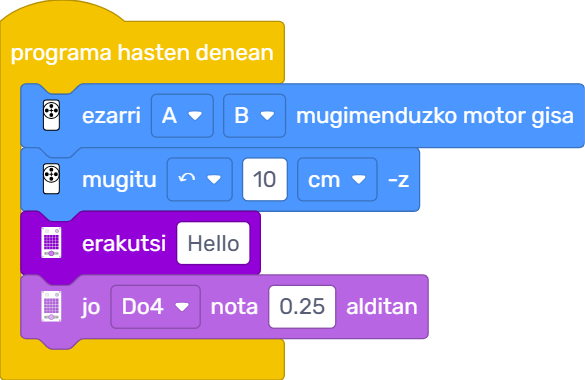 programa hasten denean
ezarri A B mugimenduzko motor gisa
mugitu 10 cm -z
erakutsi Hello
jo Do4 nota 0.25 alditan